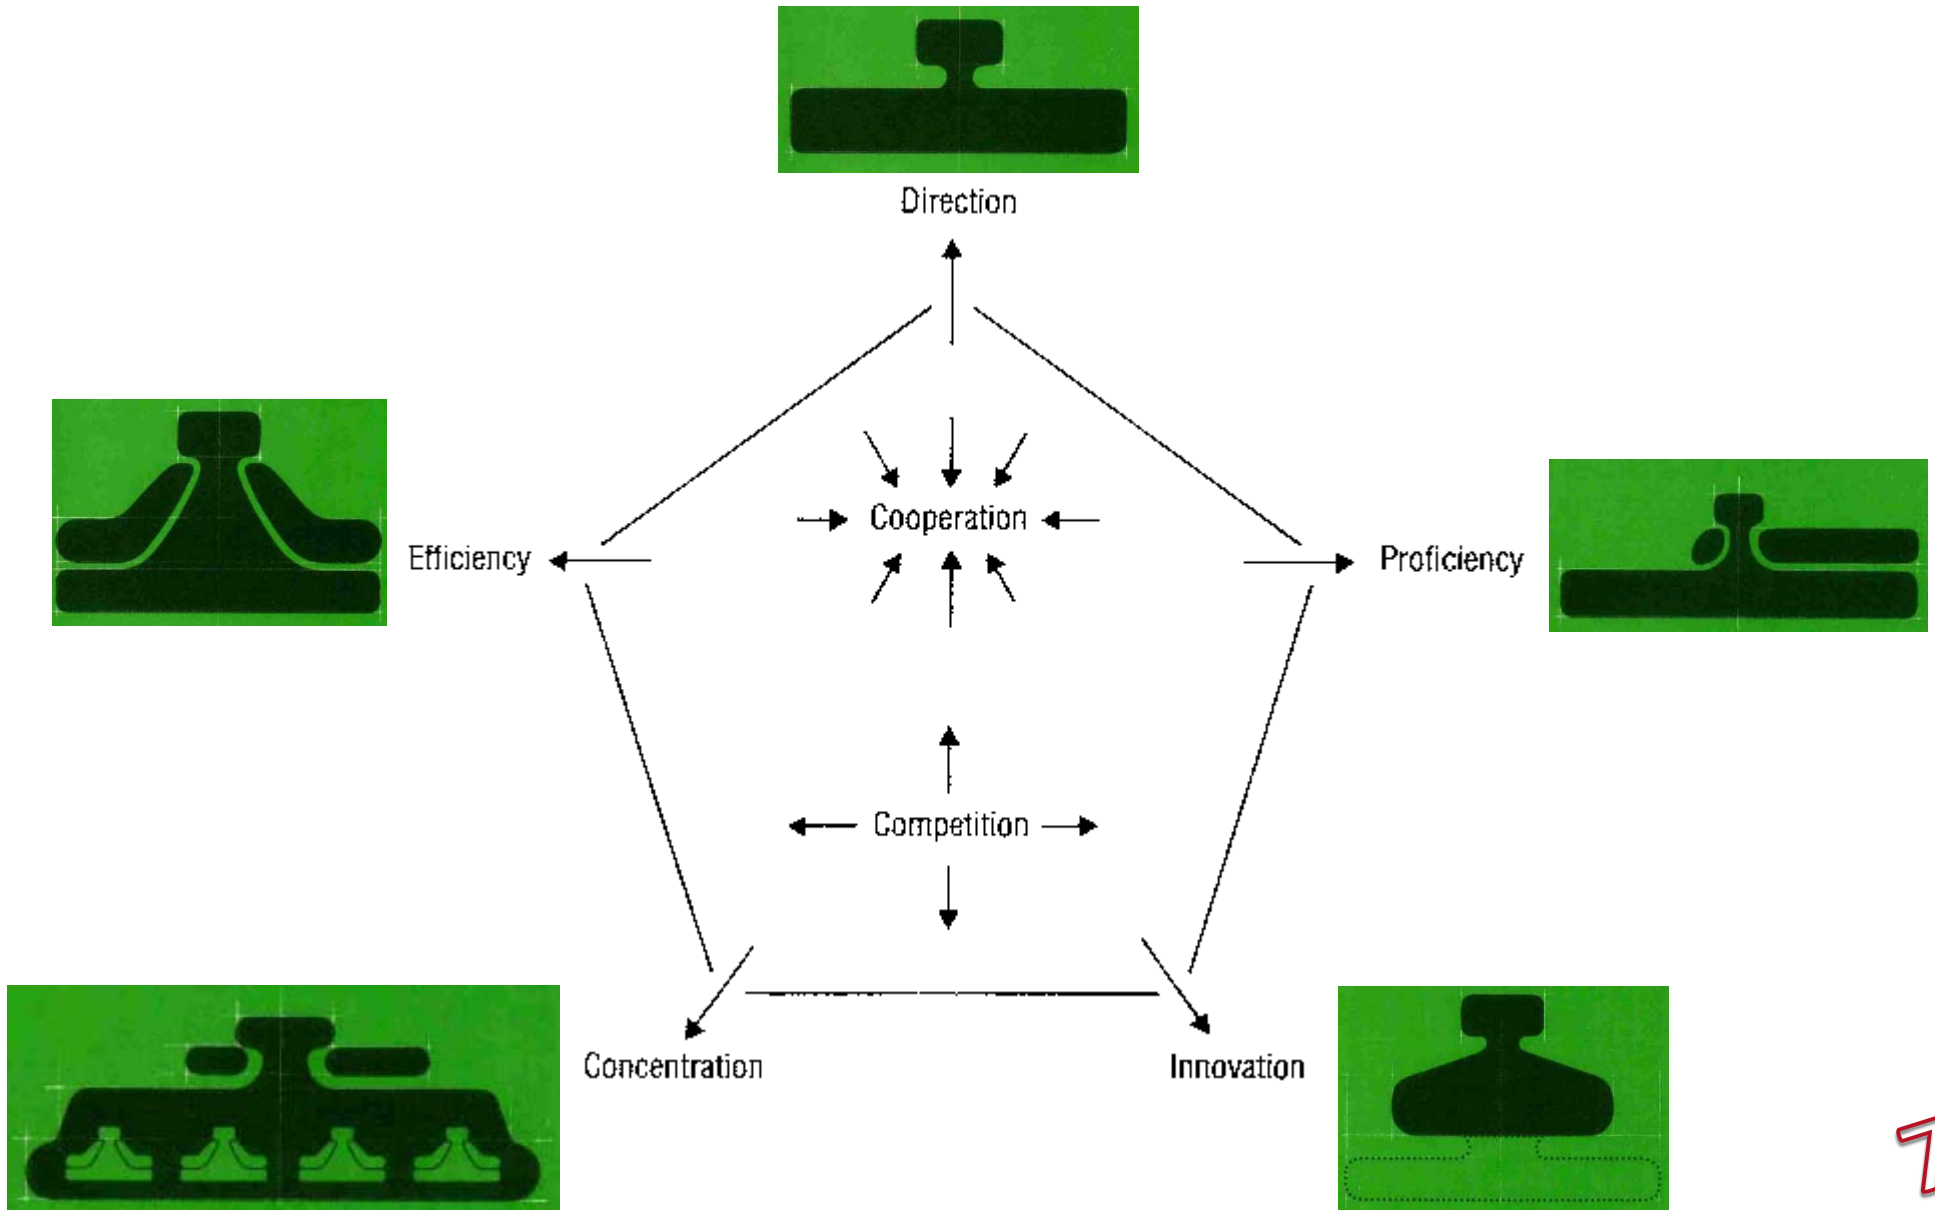 Direction
Cooperation
Efficiency
Proficiency
Competition
Concentration
Innovation